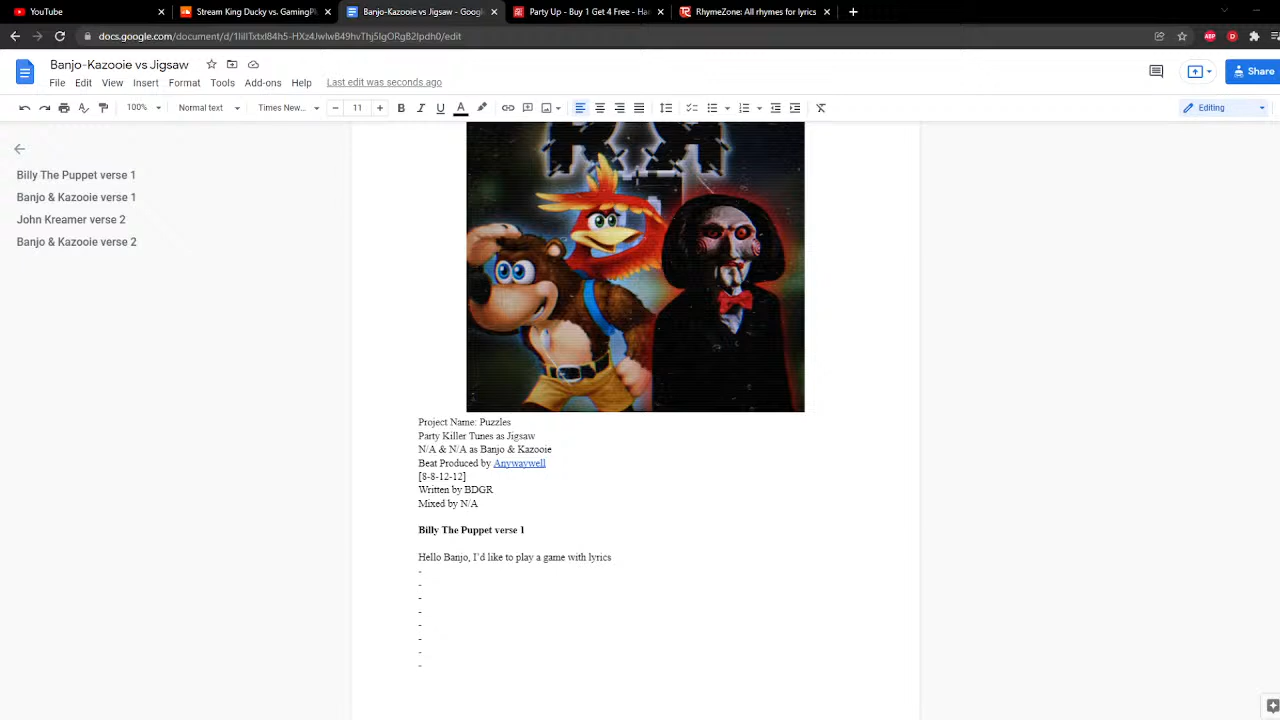 YouTube
Stream King Ducky vs. GamingPl
Banjo-Kazooie vs Jigsaw - Google
Party Up - Buy 1 Get 4 Free - Ha
RhymeZone: All rhymes for lyrics
Banjo-Kazooie vs Jigsaw
File Edit View Insert Format Tools Add-ons Help Last edit was seconds ago
Share
100% Normal text Times New... 11 B I U A
Editing
Billy The Puppet verse 1
Banjo & Kazooie verse 1
John Kreamer verse 2
Banjo & Kazooie verse 2
Project Name: Puzzles
Party Killer Tunes as Jigsaw
N/A & N/A as Banjo & Kazooie
Beat Produced by Anywaywell
[8-8-12-12]
Written by BDGR
Mixed by N/A
Billy The Puppet verse 1
Hello Banjo, I'd like to play a game with lyrics
-
-
-
-
-
-
-
-